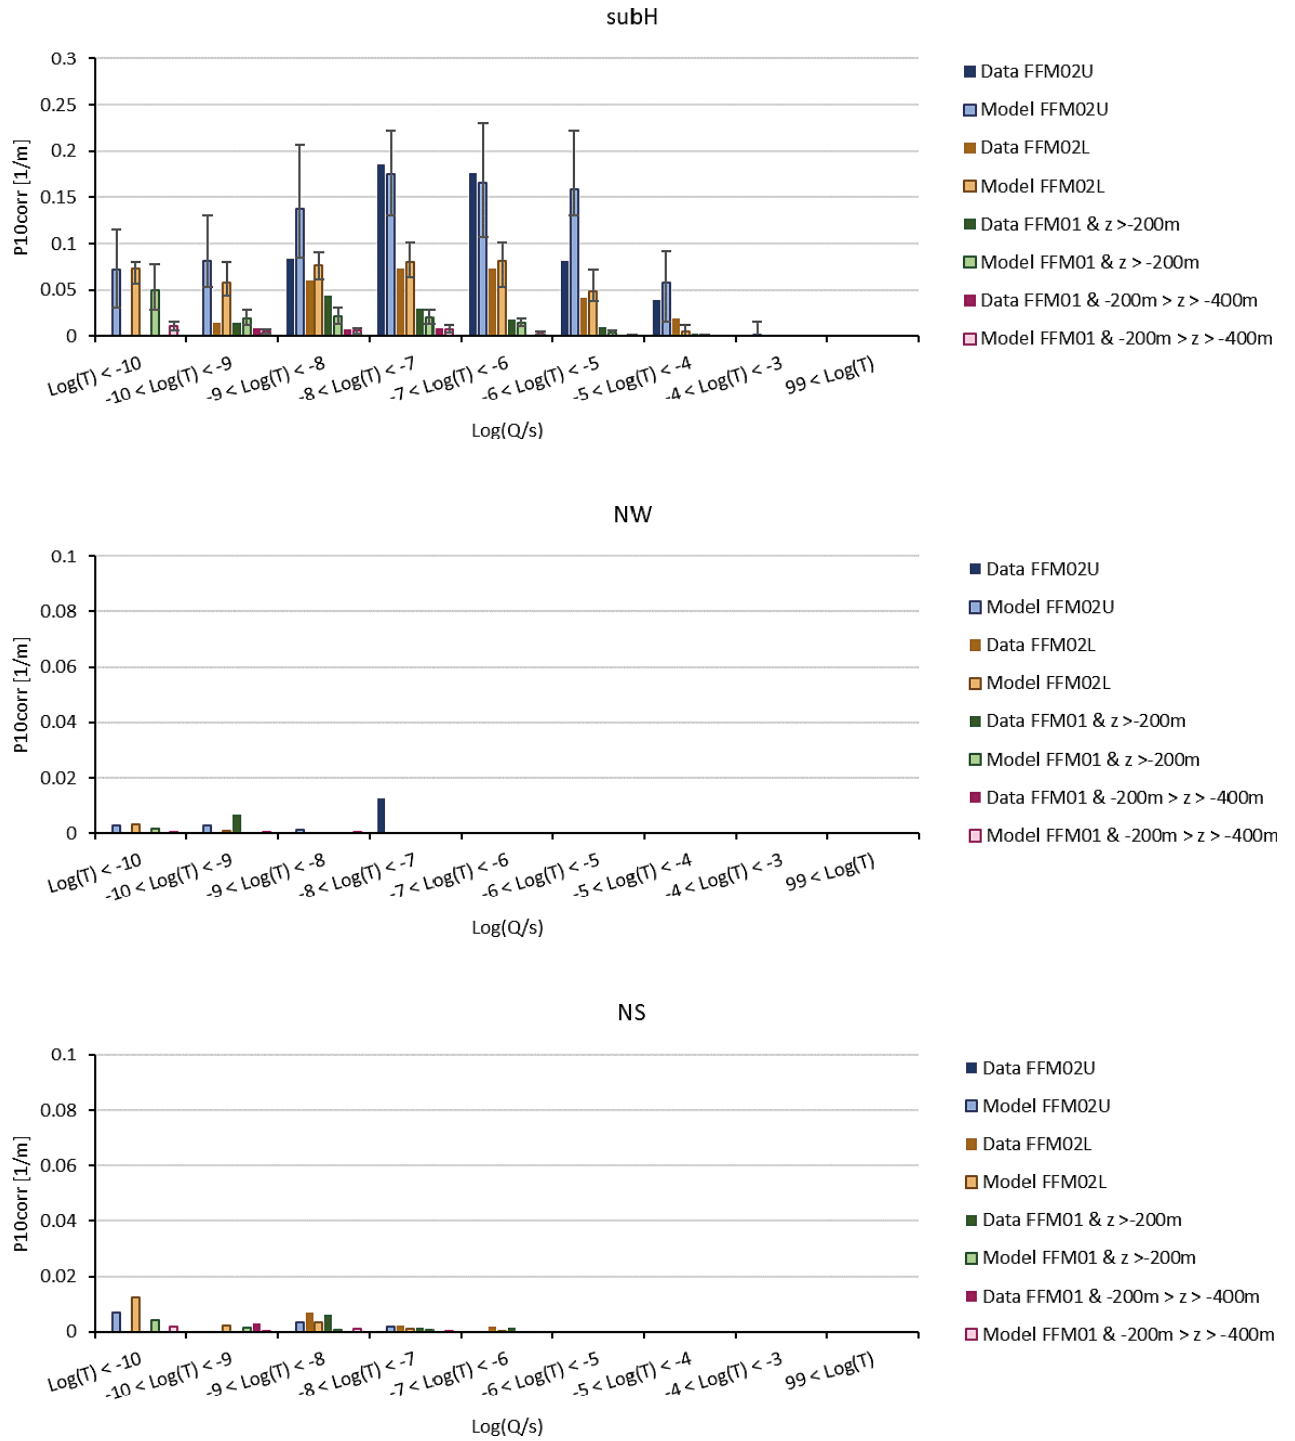 subH
0.3
0.25
0.2
0.15
0.1
0.05
0
P10corr [1/m]
Log(T) < -10
-10 < Log(T) < -9
-9 < Log(T) < -8
-8 < Log(T) < -7
-7 < Log(T) < -6
-6 < Log(T) < -5
-5 < Log(T) < -4
-4 < Log(T) < -3
99 < Log(T)
Log(Q/s)
Data FFM02U
Model FFM02U
Data FFM02L
Model FFM02L
Data FFM01 & z >-200m
Model FFM01 & z > -200m
Data FFM01 & -200m > z > -400m
Model FFM01 & -200m > z > -400m
NW
0.1
0.08
0.06
0.04
0.02
0
P10corr [1/m]
Log(T) < -10
-10 < Log(T) < -9
-9 < Log(T) < -8
-8 < Log(T) < -7
-7 < Log(T) < -6
-6 < Log(T) < -5
-5 < Log(T) < -4
-4 < Log(T) < -3
99 < Log(T)
Log(Q/s)
Data FFM02U
Model FFM02U
Data FFM02L
Model FFM02L
Data FFM01 & z >-200m
Model FFM01 & z >-200m
Data FFM01 & -200m > z > -400m
Model FFM01 & -200m > z > -400m
NS
0.1
0.08
0.06
0.04
0.02
0
P10corr [1/m]
Log(T) < -10
-10 < Log(T) < -9
-9 < Log(T) < -8
-8 < Log(T) < -7
-7 < Log(T) < -6
-6 < Log(T) < -5
-5 < Log(T) < -4
-4 < Log(T) < -3
99 < Log(T)
Log(Q/s)
Data FFM02U
Model FFM02U
Data FFM02L
Model FFM02L
Data FFM01 & z >-200m
Model FFM01 & z >-200m
Data FFM01 & -200m > z > -400m
Model FFM01 & -200m > z > -400m